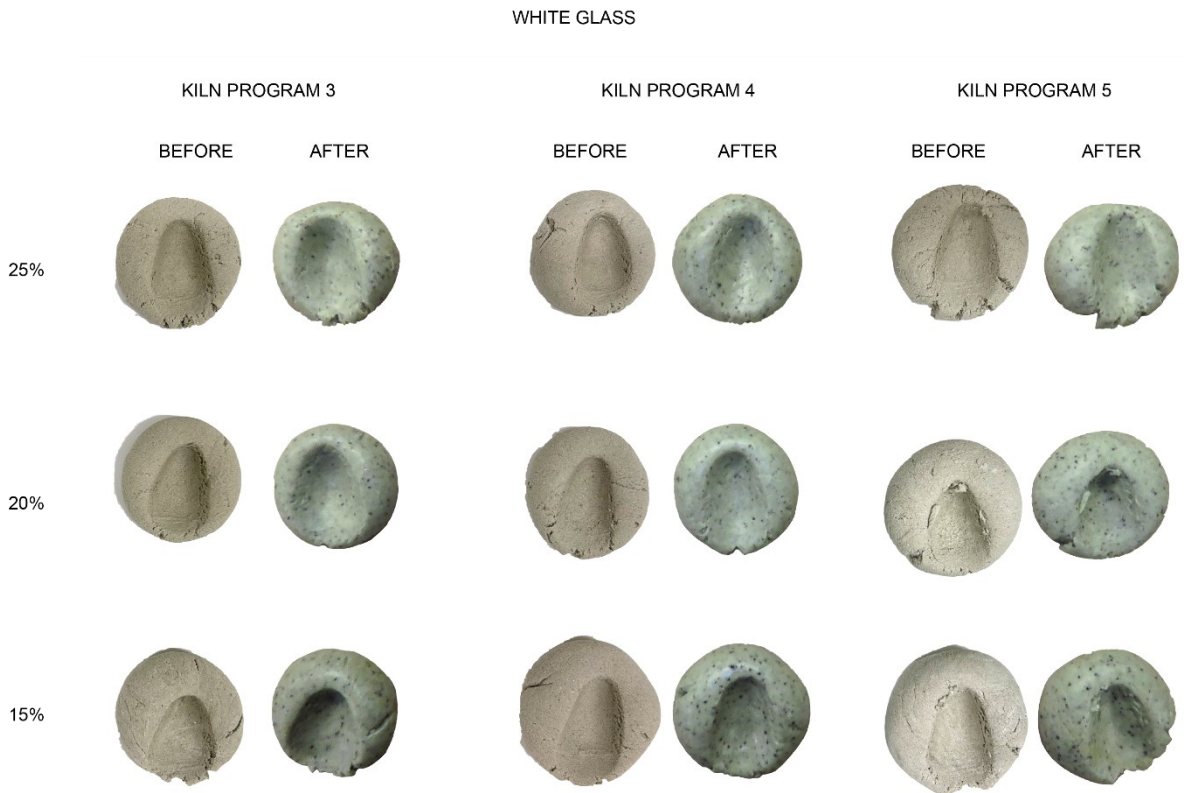 WHITE GLASS
KILN PROGRAM 3 KILN PROGRAM 4 KILN PROGRAM 5
BEFORE AFTER BEFORE AFTER BEFORE AFTER
25%
20%
15%